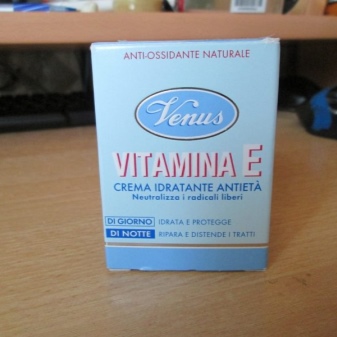 ANTI-OSSIDANTE NATURALE
Venus
VITAMINA E
CREMA IDRATANTE ANTIETÀ
Neutralizza i radicali liberi
DI GIORNO IDRATA E PROTEGGE
DI NOTTE RIPARA E DISTENDE I TRATTI